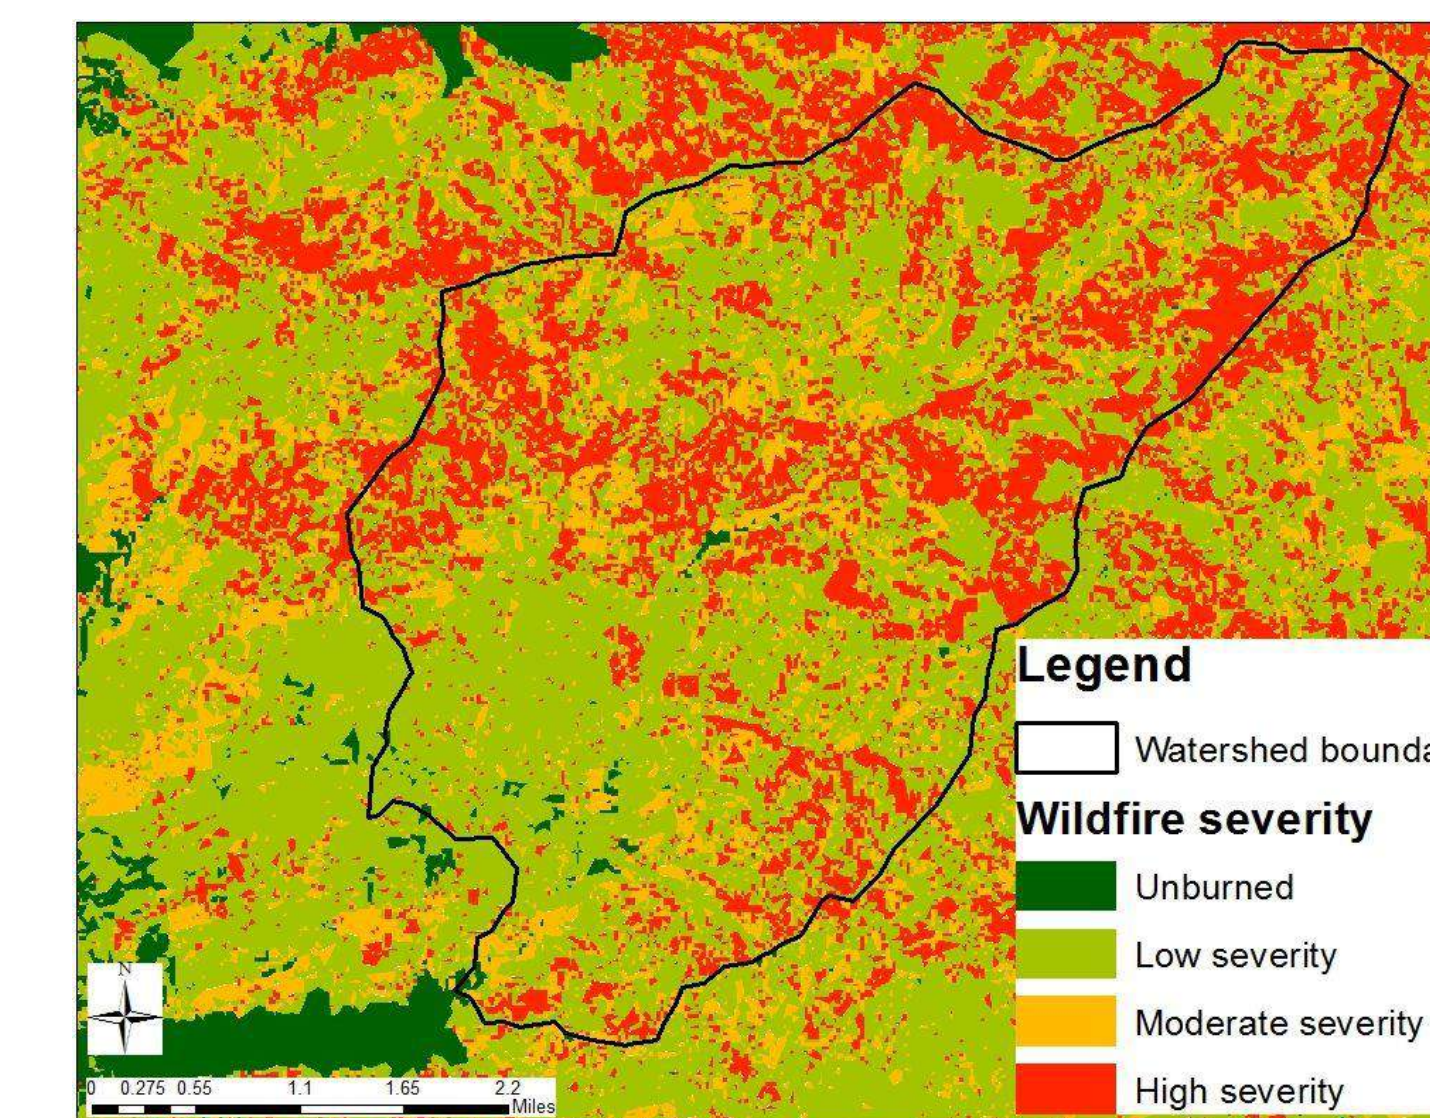 Legend
Watershed bounda
Wildfire severity
Unburned
Low severity
Moderate severity
High severity
N
0 0.275 0.55 1.1 1.65 2.2
Miles